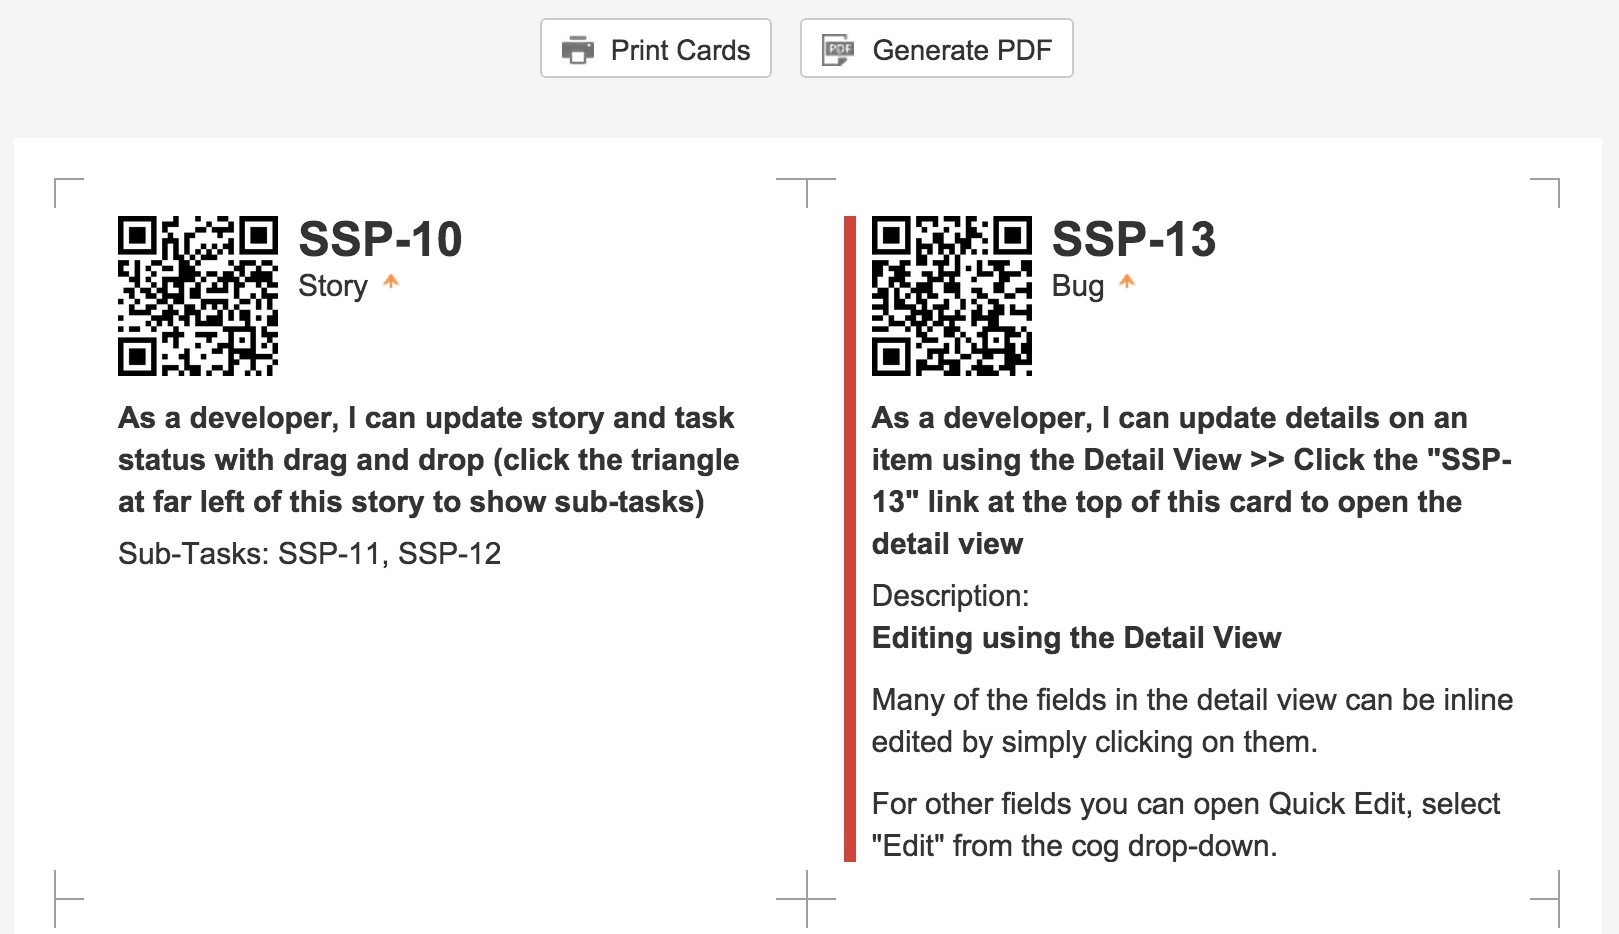 Print Cards
PDF
Generate PDF
SSP-10
Story
As a developer, I can update story and task
status with drag and drop (click the triangle
at far left of this story to show sub-tasks)
Sub-Tasks: SSP-11, SSP-12
SSP-13
Bug
As a developer, I can update details on an
item using the Detail View >> Click the "SSP-
13" link at the top of this card to open the
detail view
Description:
Editing using the Detail View
Many of the fields in the detail view can be inline
edited by simply clicking on them.
For other fields you can open Quick Edit, select
"Edit" from the cog drop-down.